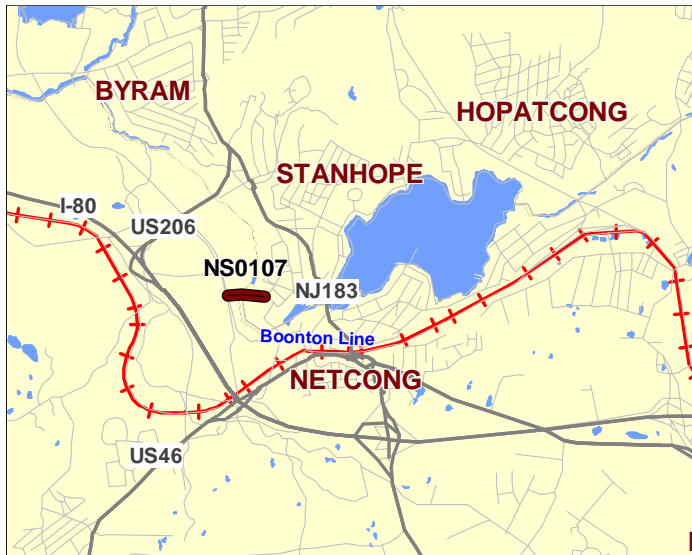 BYRAM
HOPATCONG
STANHOPE
I-80
US206
NS0107
NJ183
Boonton Line
NETCONG
US46